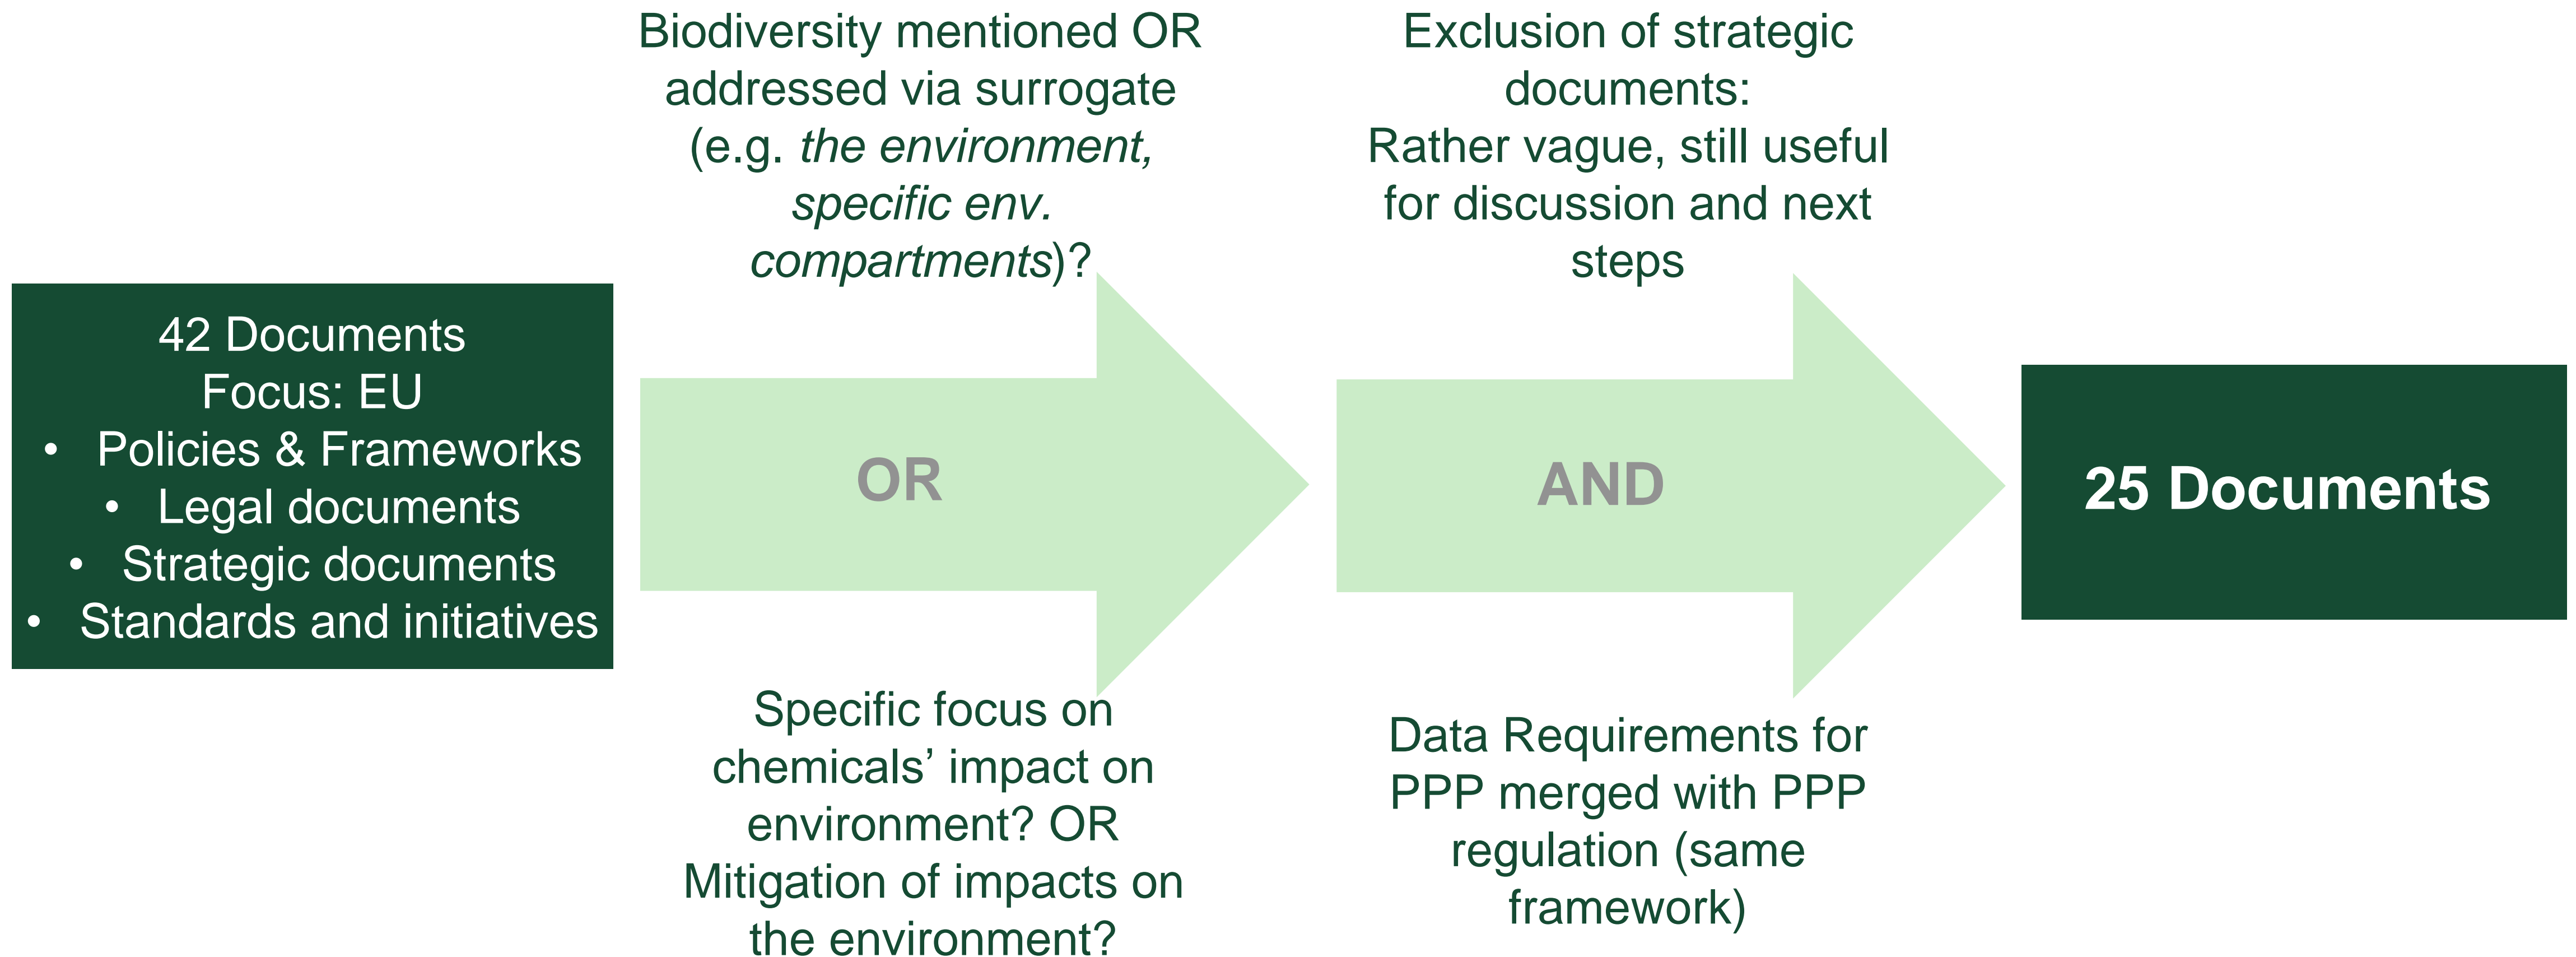 42 Documents
Focus: EU
• Policies & Frameworks
• Legal documents
• Strategic documents
• Standards and initiatives
Biodiversity mentioned OR
addressed via surrogate
(e.g. the environment,
specific env.
compartments)?
OR
Specific focus on
chemicals’ impact on
environment? OR
Mitigation of impacts on
the environment?
Exclusion of strategic
documents:
Rather vague, still useful
for discussion and next
steps
AND
Data Requirements for
PPP merged with PPP
regulation (same
framework)
25 Documents